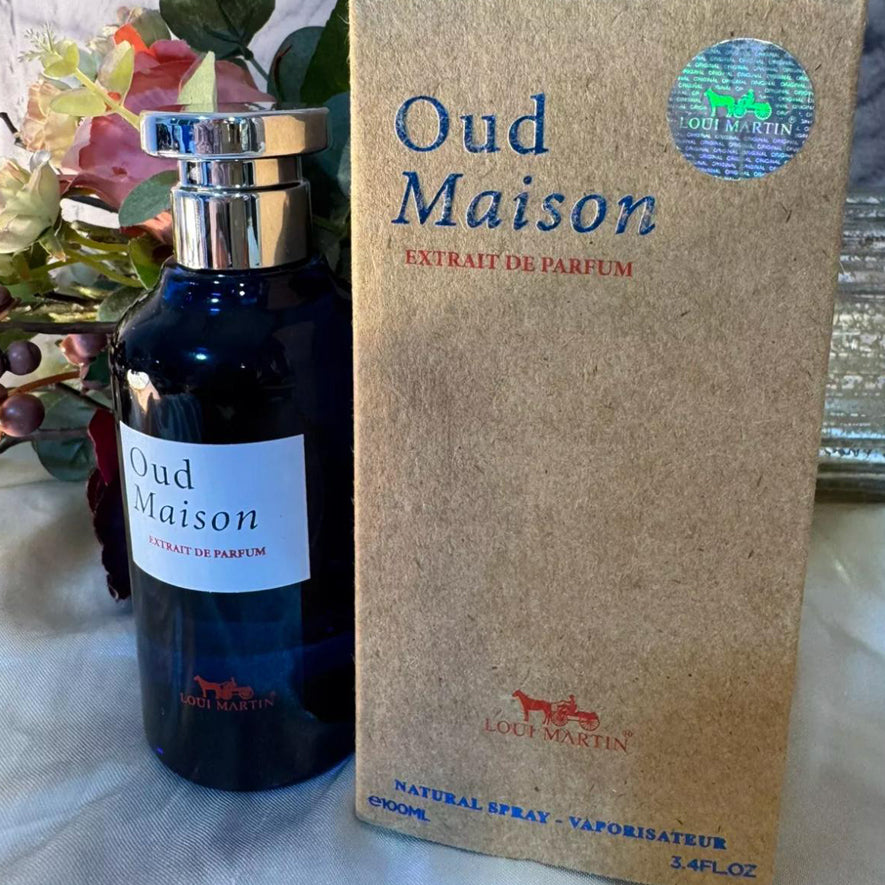 Oud
Maison
EXTRAIT DE PARFUM
LOUI MARTIN
Oud
Maison
EXTRAIT DE PARFUM
LOUI MARTIN®
LOUI MARTIN®
NATURAL SPRAY - VAPORISATEUR
e100ML
3.4FL.OZ